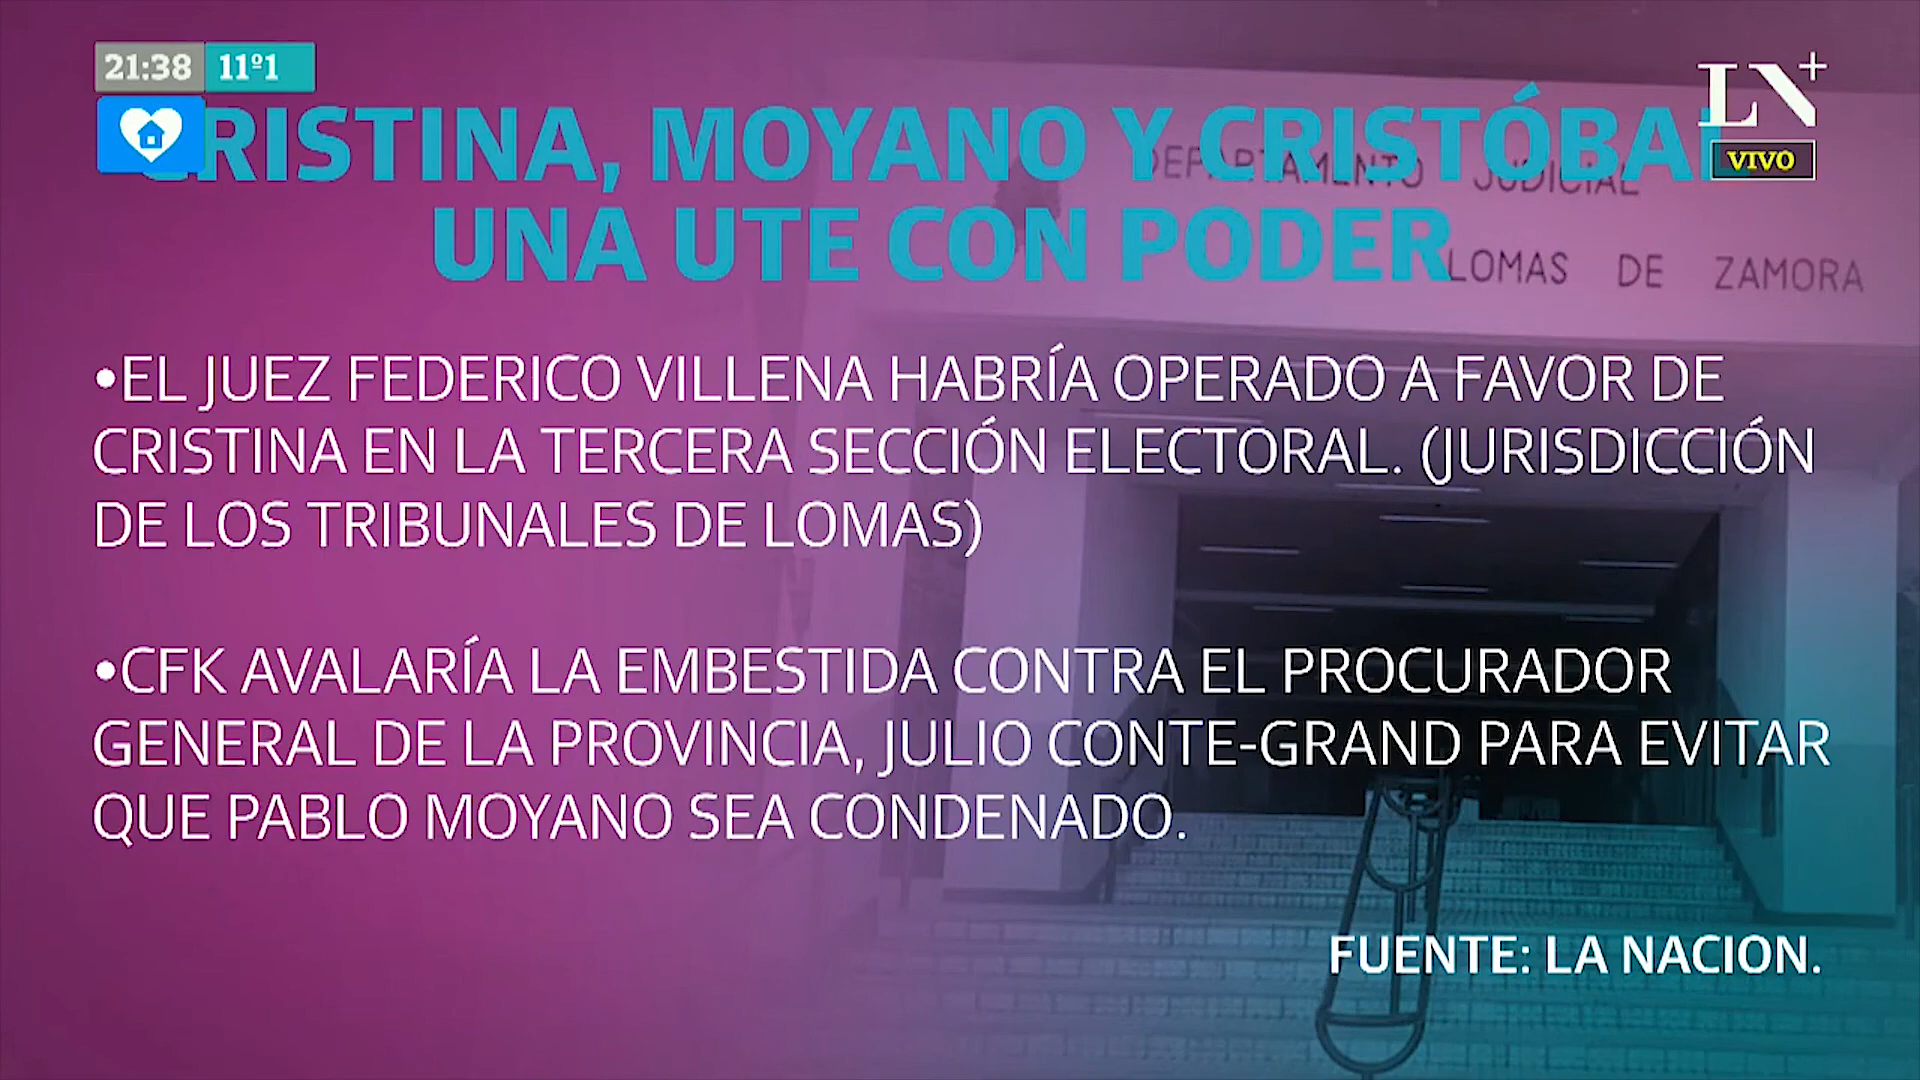 21:38 11º1
LN+
VIVO
CRISTINA, MOYANO Y CRISTÓBAL
UNA UTE CON PODER
DEPARTAMENTO JUDICIAL
LOMAS DE ZAMORA
•EL JUEZ FEDERICO VILLENA HABRÍA OPERADO A FAVOR DE
CRISTINA EN LA TERCERA SECCIÓN ELECTORAL. (JURISDICCIÓN
DE LOS TRIBUNALES DE LOMAS)
•CFK AVALARÍA LA EMBESTIDA CONTRA EL PROCURADOR
GENERAL DE LA PROVINCIA, JULIO CONTE-GRAND PARA EVITAR
QUE PABLO MOYANO SEA CONDENADO.
FUENTE: LA NACION.